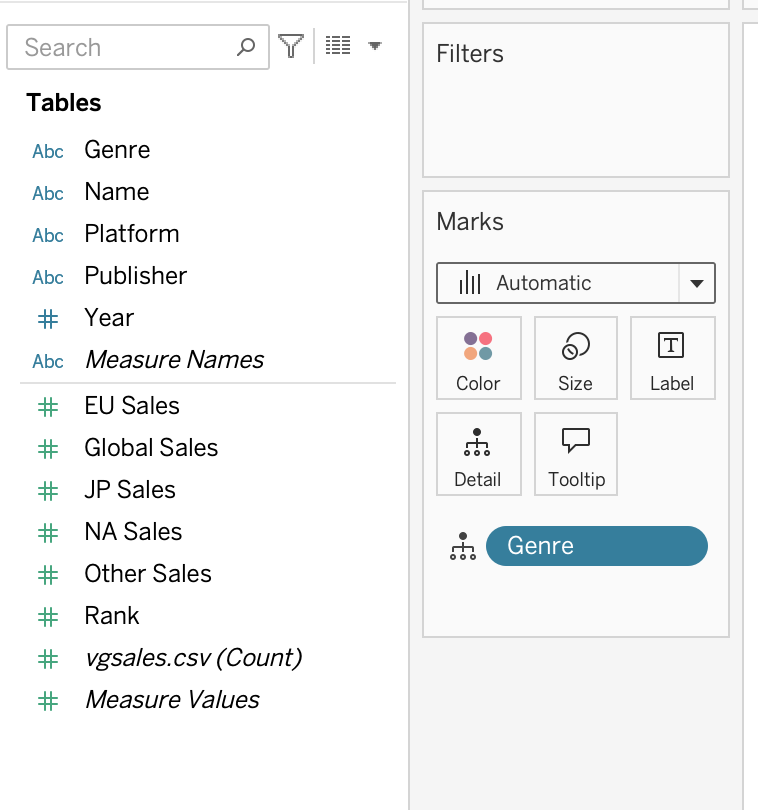 Search
Tables
Abc Genre
Abc Name
Abc Platform
Abc Publisher
# Year
Abc Measure Names
# EU Sales
# Global Sales
# JP Sales
# NA Sales
# Other Sales
# Rank
# vgsales.csv (Count)
# Measure Values
Filters
Marks
Automatic
Color Size T Label
Detail Tooltip
Genre